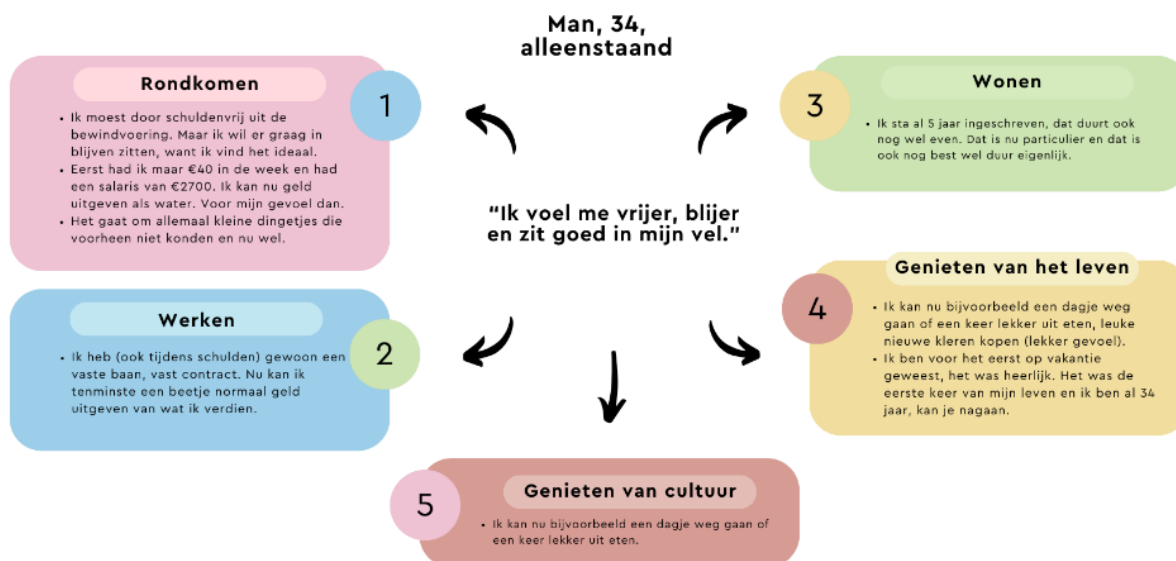 Man, 34,
alleenstaand
Rondkomen
1
• Ik moest door schuldenvrij uit de
bewindvoering. Maar ik wil er graag in
blijven zitten, want ik vind het ideaal.
• Eerst had ik maar €40 in de week en had
een salaris van €2700. Ik kan nu geld
uitgeven als water. Voor mijn gevoel dan.
• Het gaat om allemaal kleine dingetjes die
voorheen niet konden en nu wel.
Werken
2
• Ik heb (ook tijdens schulden) gewoon een
vaste baan, vast contract. Nu kan ik
tenminste een beetje normaal geld
uitgeven van wat ik verdien.
"Ik voel me vrijer, blijer
en zit goed in mijn vel."
Wonen
3
• Ik sta al 5 jaar ingeschreven, dat duurt ook
nog wel even. Dat is nu particulier en dat is
ook nog best wel duur eigenlijk.
Genieten van het leven
4
• Ik kan nu bijvoorbeeld een dagje weg
gaan of een keer lekker uit eten, leuke
nieuwe kleren kopen (lekker gevoel).
• Ik ben voor het eerst op vakantie
geweest, het was heerlijk. Het was de
eerste keer van mijn leven en ik ben al 34
jaar, kan je nagaan.
Genieten van cultuur
5
• Ik kan nu bijvoorbeeld een dagje weg gaan of
een keer lekker uit eten.